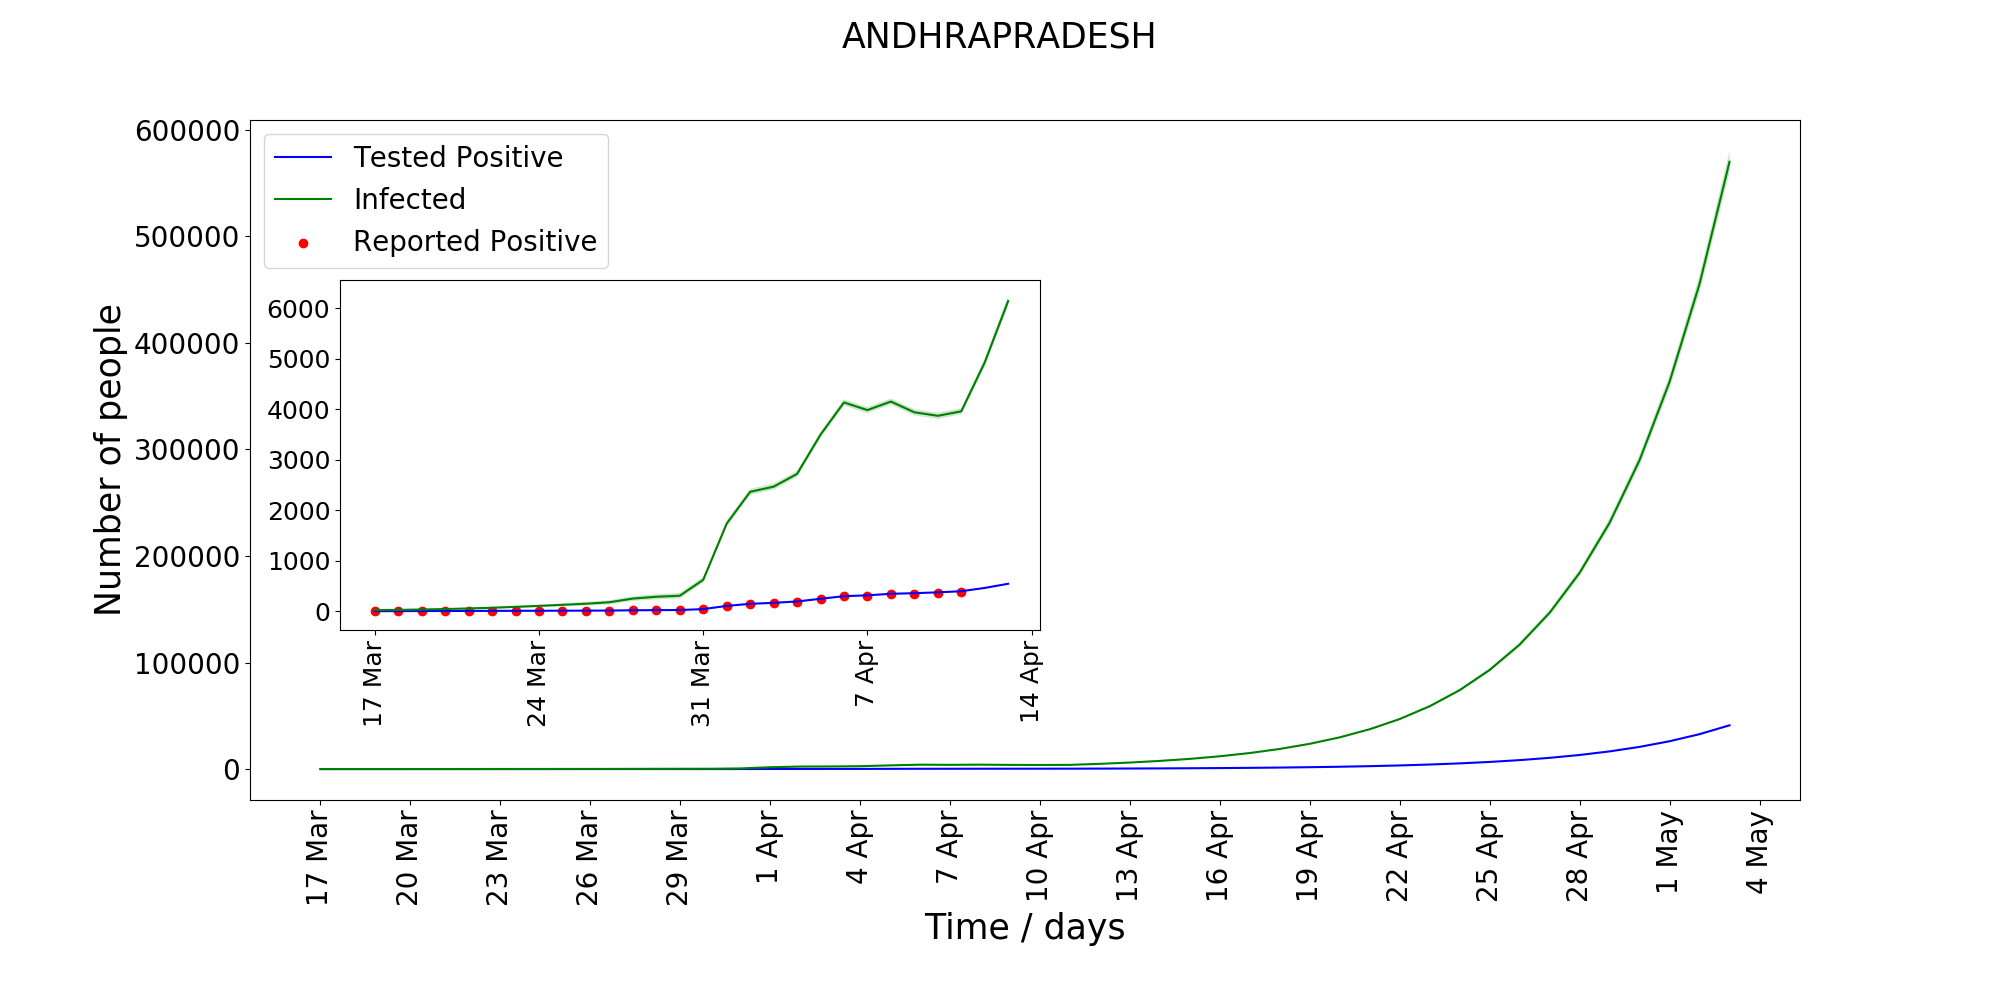 ANDHRAPRADESH
600000
500000
400000
300000
200000
100000
0
Number of people
Tested Positive
Infected
Reported Positive
6000
5000
4000
3000
2000
1000
0
17 Mar
24 Mar
31 Mar
7 Apr
14 Apr
17 Mar
20 Mar
23 Mar
26 Mar
29 Mar
1 Apr
4 Apr
7 Apr
10 Apr
13 Apr
16 Apr
19 Apr
22 Apr
25 Apr
28 Apr
1 May
4 May
Time / days